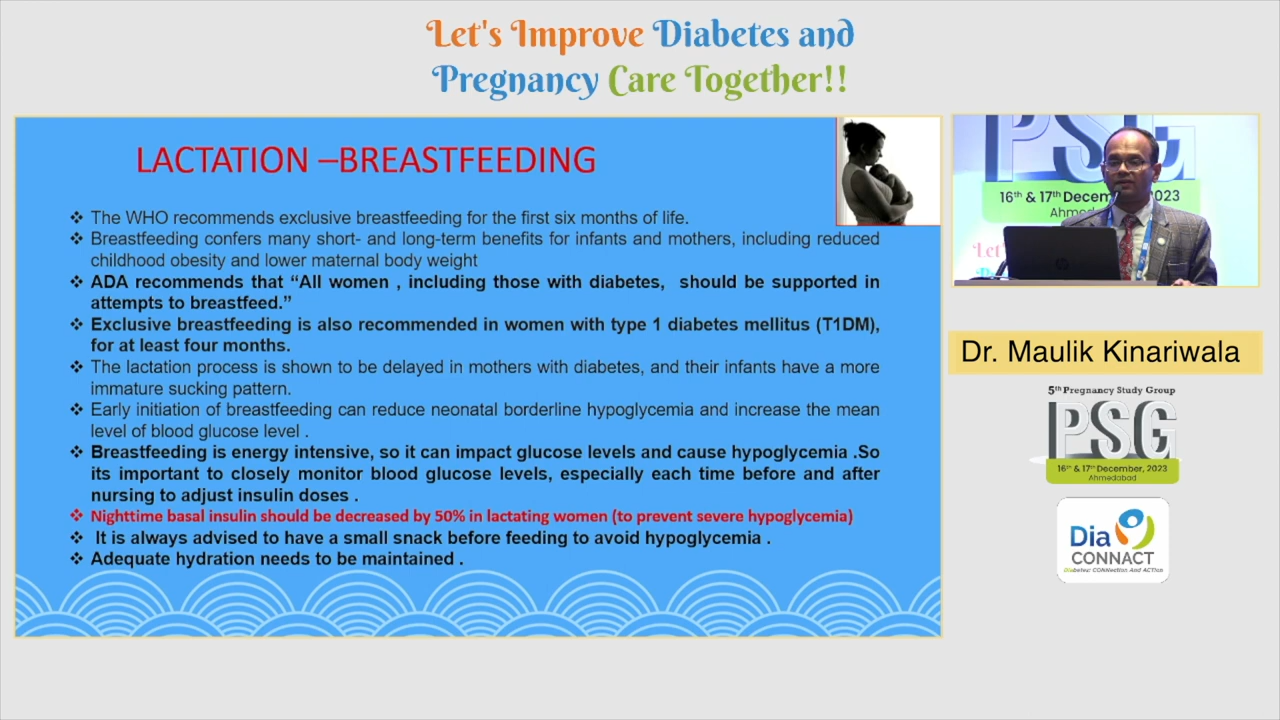 Let's Improve Diabetes and
Pregnancy Care Together!!
LACTATION –BREASTFEEDING
❖ The WHO recommends exclusive breastfeeding for the first six months of life.
❖ Breastfeeding confers many short- and long-term benefits for infants and mothers, including reduced
childhood obesity and lower maternal body weight
❖ ADA recommends that “All women , including those with diabetes, should be supported in
attempts to breastfeed.”
❖ Exclusive breastfeeding is also recommended in women with type 1 diabetes mellitus (T1DM),
for at least four months.
❖ The lactation process is shown to be delayed in mothers with diabetes, and their infants have a more
immature sucking pattern.
❖ Early initiation of breastfeeding can reduce neonatal borderline hypoglycemia and increase the mean
level of blood glucose level .
❖ Breastfeeding is energy intensive, so it can impact glucose levels and cause hypoglycemia .So
its important to closely monitor blood glucose levels, especially each time before and after
nursing to adjust insulin doses .
❖ Nighttime basal insulin should be decreased by 50% in lactating women (to prevent severe hypoglycemia)
❖ It is always advised to have a small snack before feeding to avoid hypoglycemia .
❖ Adequate hydration needs to be maintained .
PSG
16th & 17th December, 2023
Ahmed
Let's
Dr. Maulik Kinariwala
5th Pregnancy Study Group
PSG
16th & 17th December, 2023
Ahmedabad
Dia
CONNACT
Diabetes: CONNection And ACTion